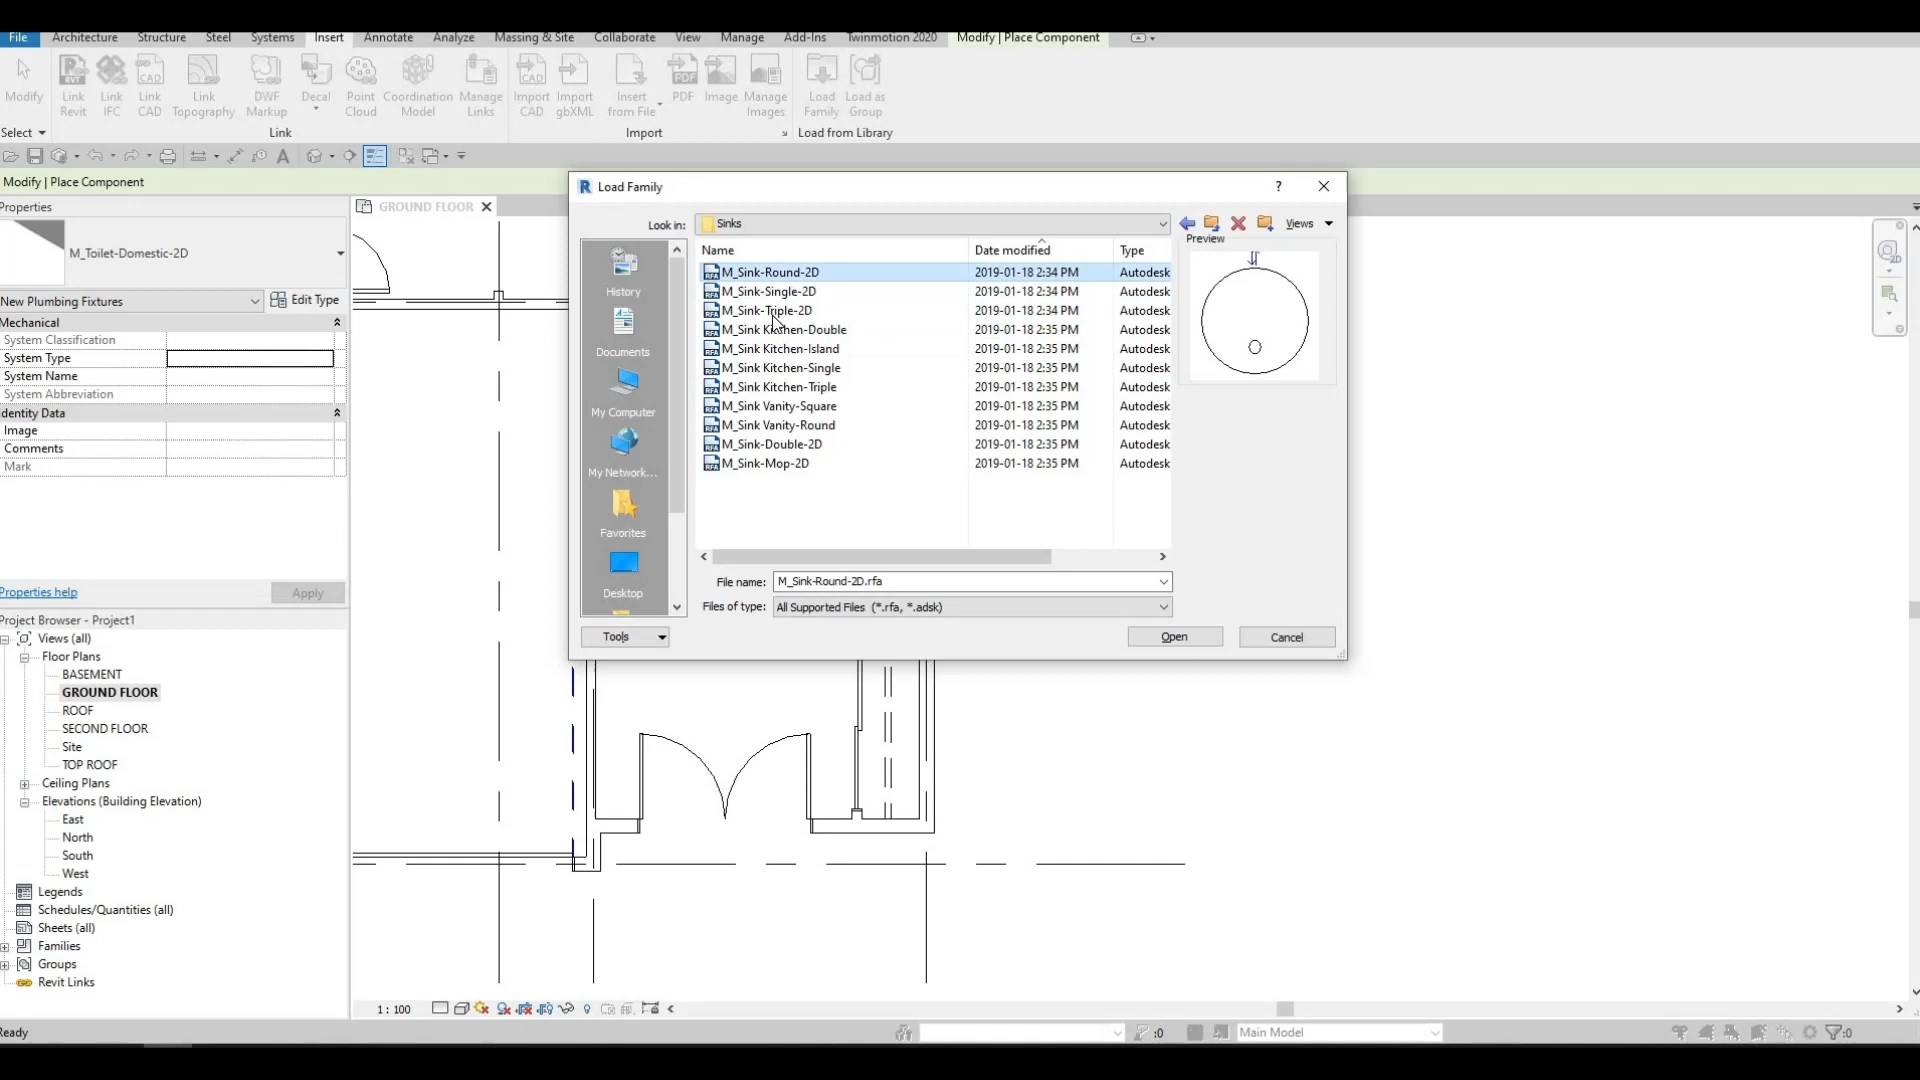 File Architecture Structure Steel Systems Insert Annotate Analyze Massing & Site Collaborate View Manage Add-Ins Twinmotion 2020 Modify | Place Component
Modify
Link Revit
Link IFC
Link CAD
Link Topography
DWF Markup
Decal
Point Cloud
Coordination Model
Manage Links
Import CAD
Import gbXML
Insert from File
PDF
Image
Manage Images
Load Family
Load as Group
Select
Link
Import
Load from Library
Modify | Place Component
Properties
M_Toilet-Domestic-2D
New Plumbing Fixtures
Edit Type
Mechanical
System Classification
System Type
System Name
System Abbreviation
Identity Data
Image
Comments
Mark
Properties help
Apply
Project Browser - Project1
Views (all)
Floor Plans
BASEMENT
GROUND FLOOR
ROOF
SECOND FLOOR
Site
TOP ROOF
Ceiling Plans
Elevations (Building Elevation)
East
North
South
West
Legends
Schedules/Quantities (all)
Sheets (all)
Families
Groups
Revit Links
GROUND FLOOR
Load Family
?
Look in: Sinks
Views
Preview
History
Documents
My Computer
My Network...
Favorites
Desktop
Name Date modified Type
M_Sink-Round-2D 2019-01-18 2:34 PM Autodesk
M_Sink-Single-2D 2019-01-18 2:34 PM Autodesk
M_Sink-Triple-2D 2019-01-18 2:34 PM Autodesk
M_Sink Kitchen-Double 2019-01-18 2:35 PM Autodesk
M_Sink Kitchen-Island 2019-01-18 2:35 PM Autodesk
M_Sink Kitchen-Single 2019-01-18 2:35 PM Autodesk
M_Sink Kitchen-Triple 2019-01-18 2:35 PM Autodesk
M_Sink Vanity-Square 2019-01-18 2:35 PM Autodesk
M_Sink Vanity-Round 2019-01-18 2:35 PM Autodesk
M_Sink-Double-2D 2019-01-18 2:35 PM Autodesk
M_Sink-Mop-2D 2019-01-18 2:35 PM Autodesk
File name: M_Sink-Round-2D.rfa
Files of type: All Supported Files (*.rfa, *.adsk)
Tools
Open
Cancel
1 : 100
Ready
:0
Main Model
:0